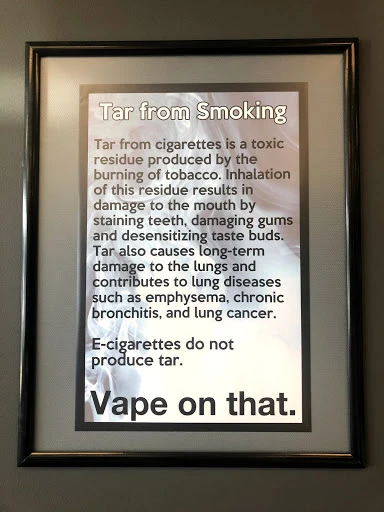 Tar from Smoking
Tar from cigarettes is a toxic
residue produced by the
burning of tobacco. Inhalation
of this residue results in
damage to the mouth by
staining teeth, damaging gums
and desensitizing taste buds.
Tar also causes long-term
damage to the lungs and
contributes to lung diseases
such as emphysema, chronic
bronchitis, and lung cancer.
E-cigarettes do not
produce tar.
Vape on that.